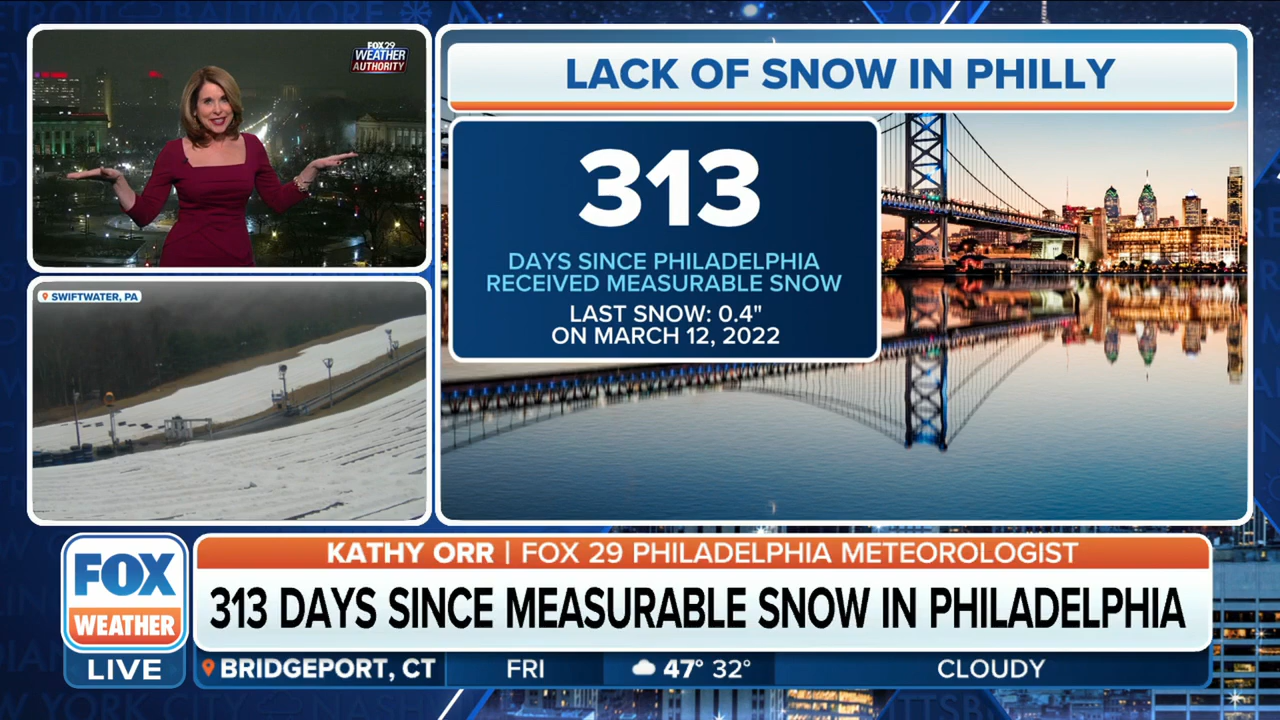 FOX 29
WEATHER
AUTHORITY
SWIFTWATER, PA
LACK OF SNOW IN PHILLY
313
DAYS SINCE PHILADELPHIA
RECEIVED MEASURABLE SNOW
LAST SNOW: 0.4"
ON MARCH 12, 2022
KATHY ORR | FOX 29 PHILADELPHIA METEOROLOGIST
313 DAYS SINCE MEASURABLE SNOW IN PHILADELPHIA
FOX
WEATHER
LIVE
BRIDGEPORT, CT FRI 47° 32° CLOUDY